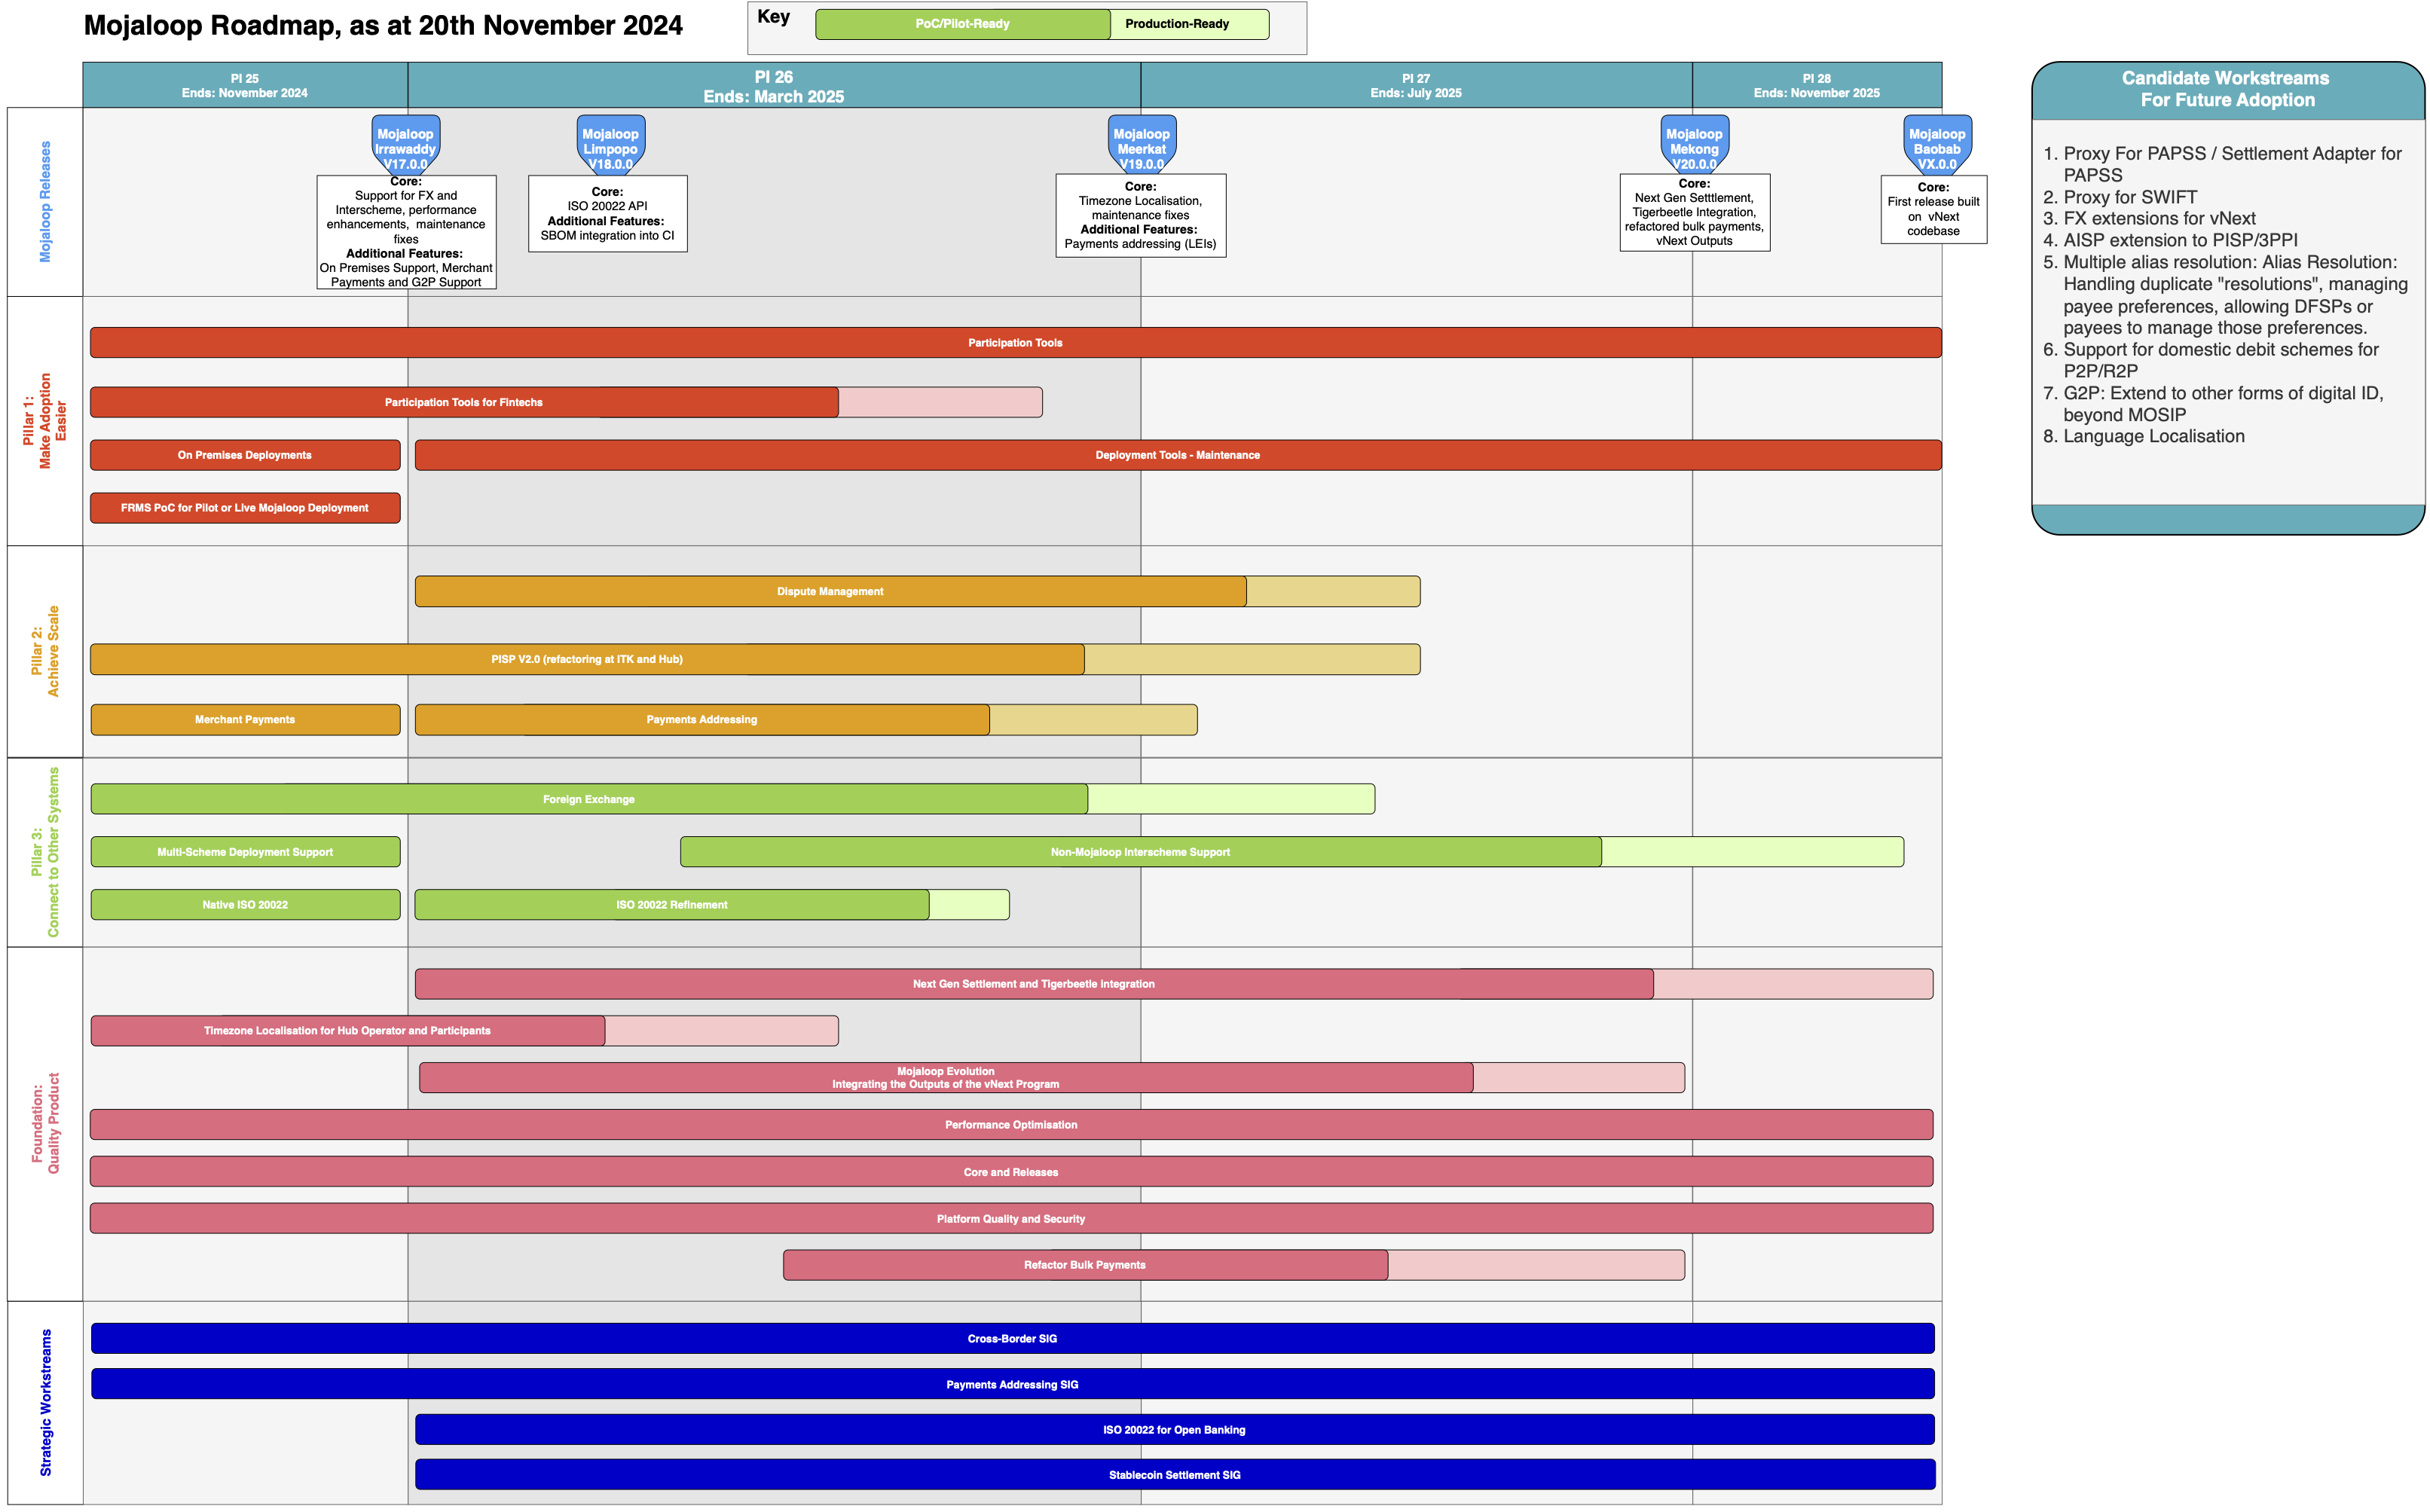 Mojaloop Roadmap, as at 20th November 2024
Key
PoC/Pilot-Ready
Production-Ready
PI 25
Ends: November 2024
PI 26
Ends: March 2025
PI 27
Ends: July 2025
PI 28
Ends: November 2025
Mojaloop Releases
Mojaloop
Irrawaddy
V17.0.0
Core:
Support for FX and
Interscheme, performance
enhancements, maintenance
fixes
Additional Features:
On Premises Support, Merchant
Payments and G2P Support
Mojaloop
Limpopo
V18.0.0
Core:
ISO 20022 API
Additional Features:
SBOM integration into CI
Mojaloop
Meerkat
V19.0.0
Core:
Timezone Localisation,
maintenance fixes
Additional Features:
Payments addressing (LEIs)
Mojaloop
Mekong
V20.0.0
Core:
Next Gen Setttlement,
Tigerbeetle Integration,
refactored bulk payments,
vNext Outputs
Mojaloop
Baobab
VX.0.0
Core:
First release built
on vNext
codebase
Pillar 1:
Make Adoption
Easier
Participation Tools
Participation Tools for Fintechs
On Premises Deployments
Deployment Tools - Maintenance
FRMS PoC for Pilot or Live Mojaloop Deployment
Pillar 2:
Achieve Scale
Dispute Management
PISP V2.0 (refactoring at ITK and Hub)
Merchant Payments
Payments Addressing
Pillar 3:
Connect to Other Systems
Foreign Exchange
Multi-Scheme Deployment Support
Non-Mojaloop Interscheme Support
Native ISO 20022
ISO 20022 Refinement
Foundation:
Quality Product
Next Gen Settlement and Tigerbeetle integration
Timezone Localisation for Hub Operator and Participants
Mojaloop Evolution
Integrating the Outputs of the vNext Program
Performance Optimisation
Core and Releases
Platform Quality and Security
Refactor Bulk Payments
Strategic Workstreams
Cross-Border SIG
Payments Addressing SIG
ISO 20022 for Open Banking
Stablecoin Settlement SIG
Candidate Workstreams
For Future Adoption
1. Proxy For PAPSS / Settlement Adapter for
PAPSS
2. Proxy for SWIFT
3. FX extensions for vNext
4. AISP extension to PISP/3PPI
5. Multiple alias resolution: Alias Resolution:
Handling duplicate "resolutions", managing
payee preferences, allowing DFSPs or
payees to manage those preferences.
6. Support for domestic debit schemes for
P2P/R2P
7. G2P: Extend to other forms of digital ID,
beyond MOSIP
8. Language Localisation